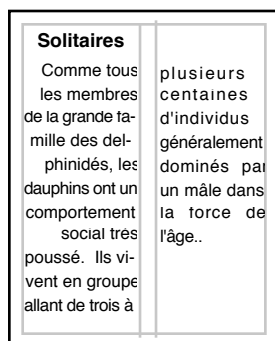 Solitaires
Comme tous
les membres
de la grande fa-
mille des del-
phinidés, les
dauphins ont un
comportement
social très
poussé. Ils vi-
vent en groupe
allant de trois à
plusieurs
centaines
d'individus
généralement
dominés par
un mâle dans
la force de
l'âge..